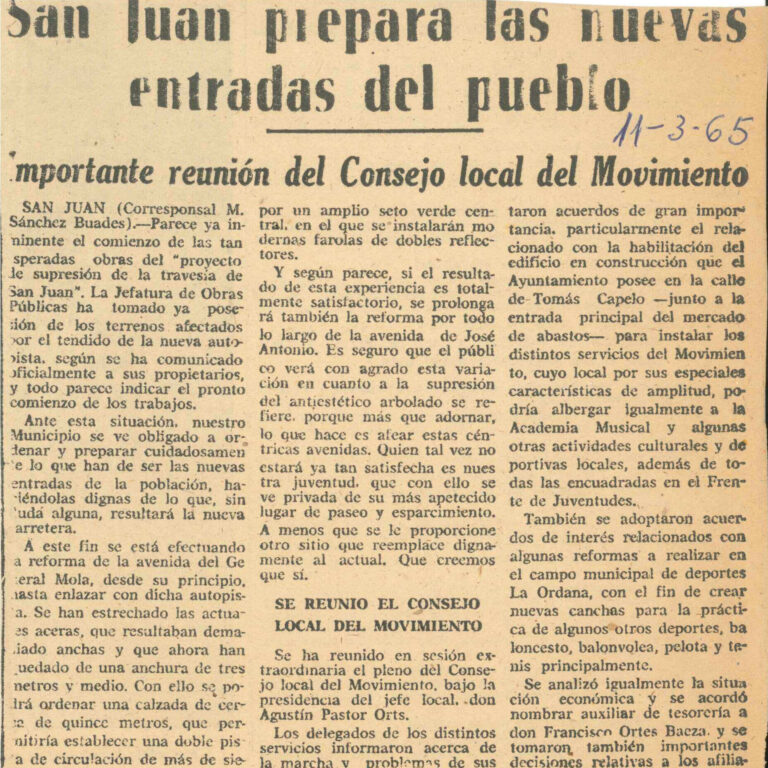 San Juan prepara las nuevas
entradas del pueblo
11-3-65
mportante reunión del Consejo local del Movimiento
SAN JUAN (Corresponsal M.
Sánchez Buades).—Parece ya in-
ninente el comienzo de las tan
speradas obras del "proyecto
le supresión de la travesía de
San Juan". La Jefatura de Obras
Públicas ha tomado ya pose-
ión de los terrenos afectados
or el tendido de la nueva auto-
pista, según se ha comunicado
oficialmente a sus propietarios,
y todo parece indicar el pronto
comienzo de los trabajos.
Ante esta situación, nuestro
Municipio se ve obligado a or-
denar y preparar cuidadosamen
e lo que han de ser las nuevas
entradas de la población, ha-
iéndolas dignas de lo que, sin
uda alguna, resultará la nueva
arretera.
A este fin se está efectuando
a reforma de la avenida del Ge
eral Mola, desde su principio,
hasta enlazar con dicha autopis-
a. Se han estrechado las actua-
es aceras, que resultaban dema-
iado anchas y que ahora han
quedado de una anchura de tres
metros y medio. Con ello se po-
drá ordenar una calzada de cer-
a de quince metros, que per-
mitiría establecer una doble pis-
a de circulación de más de sie-
por un amplio seto verde cen-
tral, en el que se instalarán mo
dernas farolas de dobles reflec-
tores.
Y según parece, si el resulta-
do de esta experiencia es total-
mente satisfactorio, se prolonga
rá también la reforma por todo
lo largo de la avenida de José
Antonio. Es seguro que el públi
co verá con agrado esta varia-
ción en cuanto a la supresión
del antiestético arbolado se re-
fiere, porque más que adornar,
lo que hace es afear estas cén-
tricas avenidas. Quien tal vez no
estará ya tan satisfecha es nues
tra juventud, que con ello se
ve privada de su más apetecido
lugar de paseo y esparcimiento.
A menos que se le proporcione
otro sitio que reemplace digna-
mente al actual. Que creemos
que sí.
SE REUNIO EL CONSEJO
LOCAL DEL MOVIMIENTO
Se ha reunido en sesión ex-
traordinaria el pleno del Conse-
jo local del Movimiento, bajo la
presidencia del jefe local, don
Agustín Pastor Orts.
Los delegados de los distintos
servicios informaron acerca de
la marcha y problemas de sus
taron acuerdos de gran impor-
tancia, particularmente el rela-
cionado con la habilitación del
edificio en construcción que el
Ayuntamiento posee en la calle
de Tomás Capelo —junto a la
entrada principal del mercado
de abastos— para instalar los
distintos servicios del Movimien
to, cuyo local por sus especiales
características de amplitud, po-
dría albergar igualmente a la
Academia Musical y algunas
otras actividades culturales y de
portivas locales, además de to-
das las encuadradas en el Fren-
te de Juventudes.
También se adoptaron acuer-
dos de interés relacionados con
algunas reformas a realizar en
el campo municipal de deportes
La Ordana, con el fin de crear
nuevas canchas para la prácti-
ca de algunos otros deportes, ba
loncesto, balonvolea, pelota y te-
nis principalmente.
Se analizó igualmente la situa
ción económica y se acordó
nombrar auxiliar de tesorería a
don Francisco Ortes Baeza, y se
tomaron también importantes
decisiones relativas a los afilia-